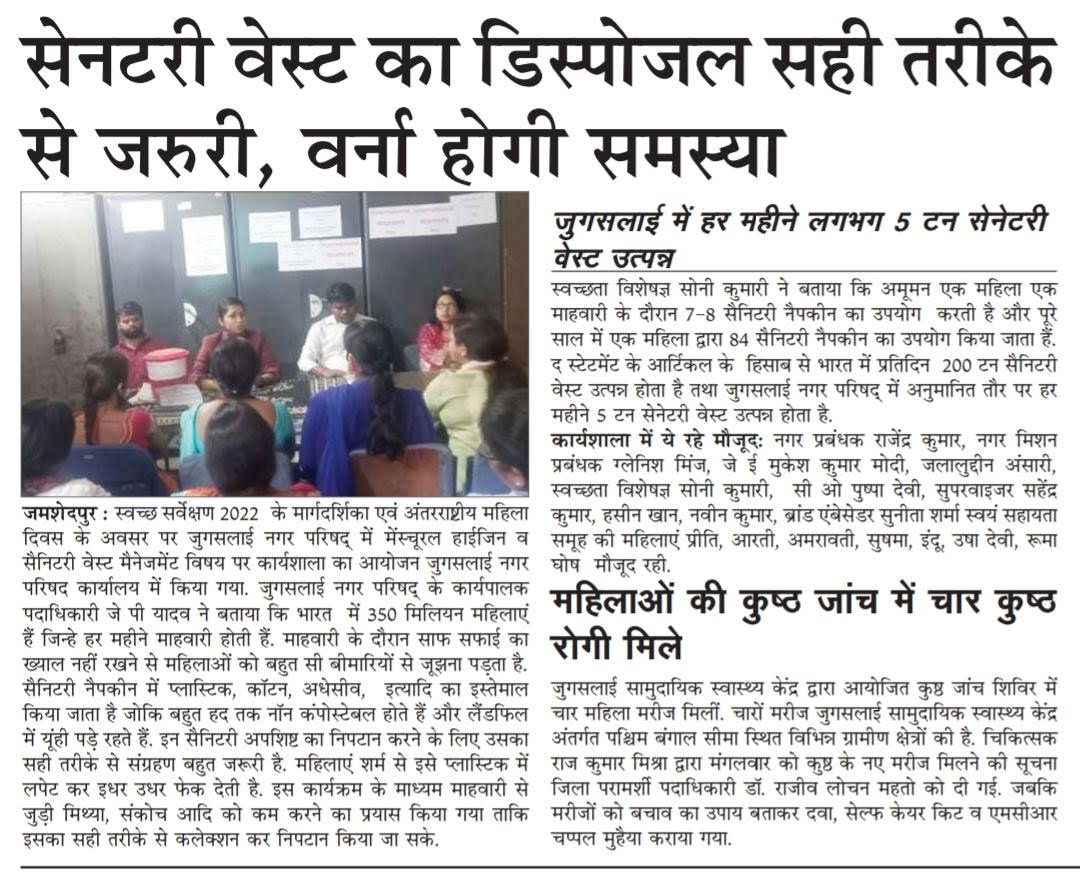 सेनटरी वेस्ट का डिस्पोजल सही तरीके
से जरुरी, वर्ना होगी समस्या
जमशेदपुर : स्वच्छ सर्वेक्षण 2022 के मार्गदर्शिका एवं अंतरराष्ट्रीय महिला
दिवस के अवसर पर जुगसलाई नगर परिषद् में मेंस्चूरल हाईजिन व
सैनिटरी वेस्ट मैनेजमेंट विषय पर कार्यशाला का आयोजन जुगसलाई नगर
परिषद कार्यालय में किया गया. जुगसलाई नगर परिषद् के कार्यपालक
पदाधिकारी जे पी यादव ने बताया कि भारत में 350 मिलियन महिलाएं
हैं जिन्हे हर महीने माहवारी होती हैं. माहवारी के दौरान साफ सफाई का
ख्याल नहीं रखने से महिलाओं को बहुत सी बीमारियों से जूझना पड़ता है.
सैनिटरी नैपकीन में प्लास्टिक, कॉटन, अधेसीव, इत्यादि का इस्तेमाल
किया जाता है जोकि बहुत हद तक नॉन कंपोस्टेबल होते हैं और लैंडफिल
में यूंही पड़े रहते हैं. इन सैनिटरी अपशिष्ट का निपटान करने के लिए उसका
सही तरीके से संग्रहण बहुत जरूरी है. महिलाएं शर्म से इसे प्लास्टिक में
लपेट कर इधर उधर फेक देती है. इस कार्यक्रम के माध्यम माहवारी से
जुड़ी मिथ्या, संकोच आदि को कम करने का प्रयास किया गया ताकि
इसका सही तरीके से कलेक्शन कर निपटान किया जा सके.
जुगसलाई में हर महीने लगभग 5 टन सेनेटरी
वेस्ट उत्पन्न
स्वच्छता विशेषज्ञ सोनी कुमारी ने बताया कि अमूमन एक महिला एक
माहवारी के दौरान 7-8 सैनिटरी नैपकीन का उपयोग करती है और पूरे
साल में एक महिला द्वारा 84 सैनिटरी नैपकीन का उपयोग किया जाता हैं.
द स्टेटमेंट के आर्टिकल के हिसाब से भारत में प्रतिदिन 200 टन सैनिटरी
वेस्ट उत्पन्न होता है तथा जुगसलाई नगर परिषद् में अनुमानित तौर पर हर
महीने 5 टन सेनेटरी वेस्ट उत्पन्न होता है.
कार्यशाला में ये रहे मौजूदः नगर प्रबंधक राजेंद्र कुमार, नगर मिशन
प्रबंधक ग्लेनिश मिंज, जे ई मुकेश कुमार मोदी, जलालुद्दीन अंसारी,
स्वच्छता विशेषज्ञ सोनी कुमारी, सी ओ पुष्पा देवी, सुपरवाइजर सहेंद्र
कुमार, हसीन खान, नवीन कुमार, ब्रांड एंबेसेडर सुनीता शर्मा स्वयं सहायता
समूह की महिलाएं प्रीति, आरती, अमरावती, सुषमा, इंदू, उषा देवी, रूमा
घोष मौजूद रही.
महिलाओं की कुष्ठ जांच में चार कुष्ठ
रोगी मिले
जुगसलाई सामुदायिक स्वास्थ्य केंद्र द्वारा आयोजित कुष्ठ जांच शिविर में
चार महिला मरीज मिलीं. चारों मरीज जुगसलाई सामुदायिक स्वास्थ्य केंद्र
अंतर्गत पश्चिम बंगाल सीमा स्थित विभिन्न ग्रामीण क्षेत्रों की है. चिकित्सक
राज कुमार मिश्रा द्वारा मंगलवार को कुष्ठ के नए मरीज मिलने की सूचना
जिला परामर्शी पदाधिकारी डॉ. राजीव लोचन महतो को दी गई. जबकि
मरीजों को बचाव का उपाय बताकर दवा, सेल्फ केयर किट व एमसीआर
चप्पल मुहैया कराया गया.